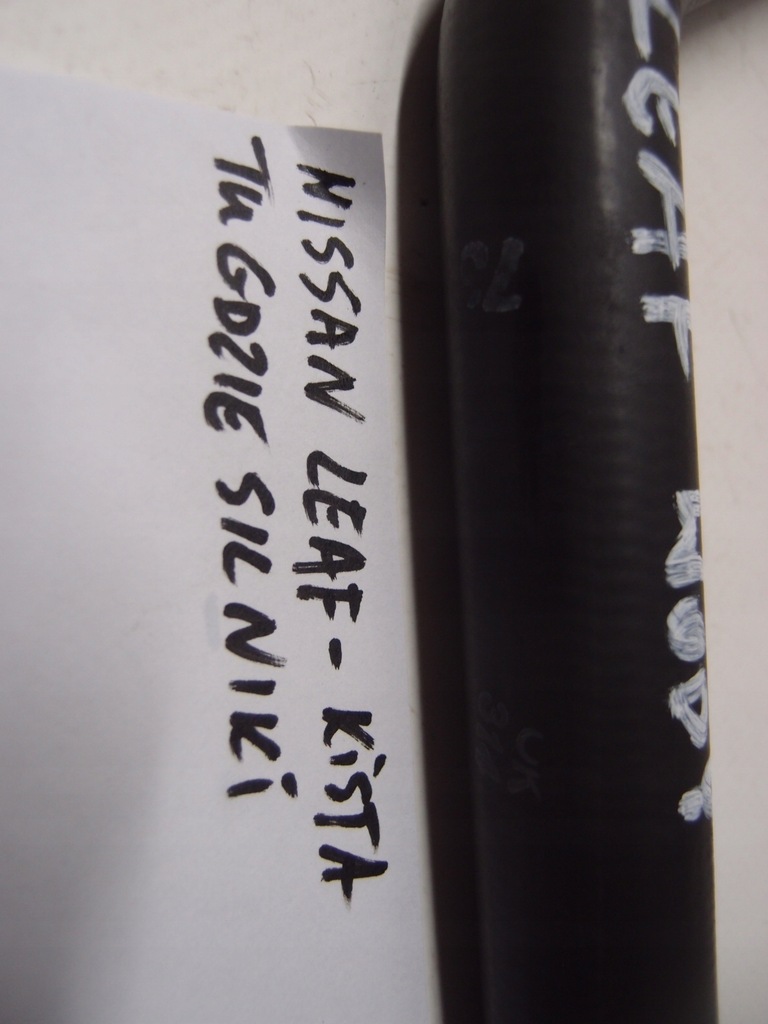 NISSAN LEAF - KiSTA
Tu GDZIE SILNIKi
LEAF